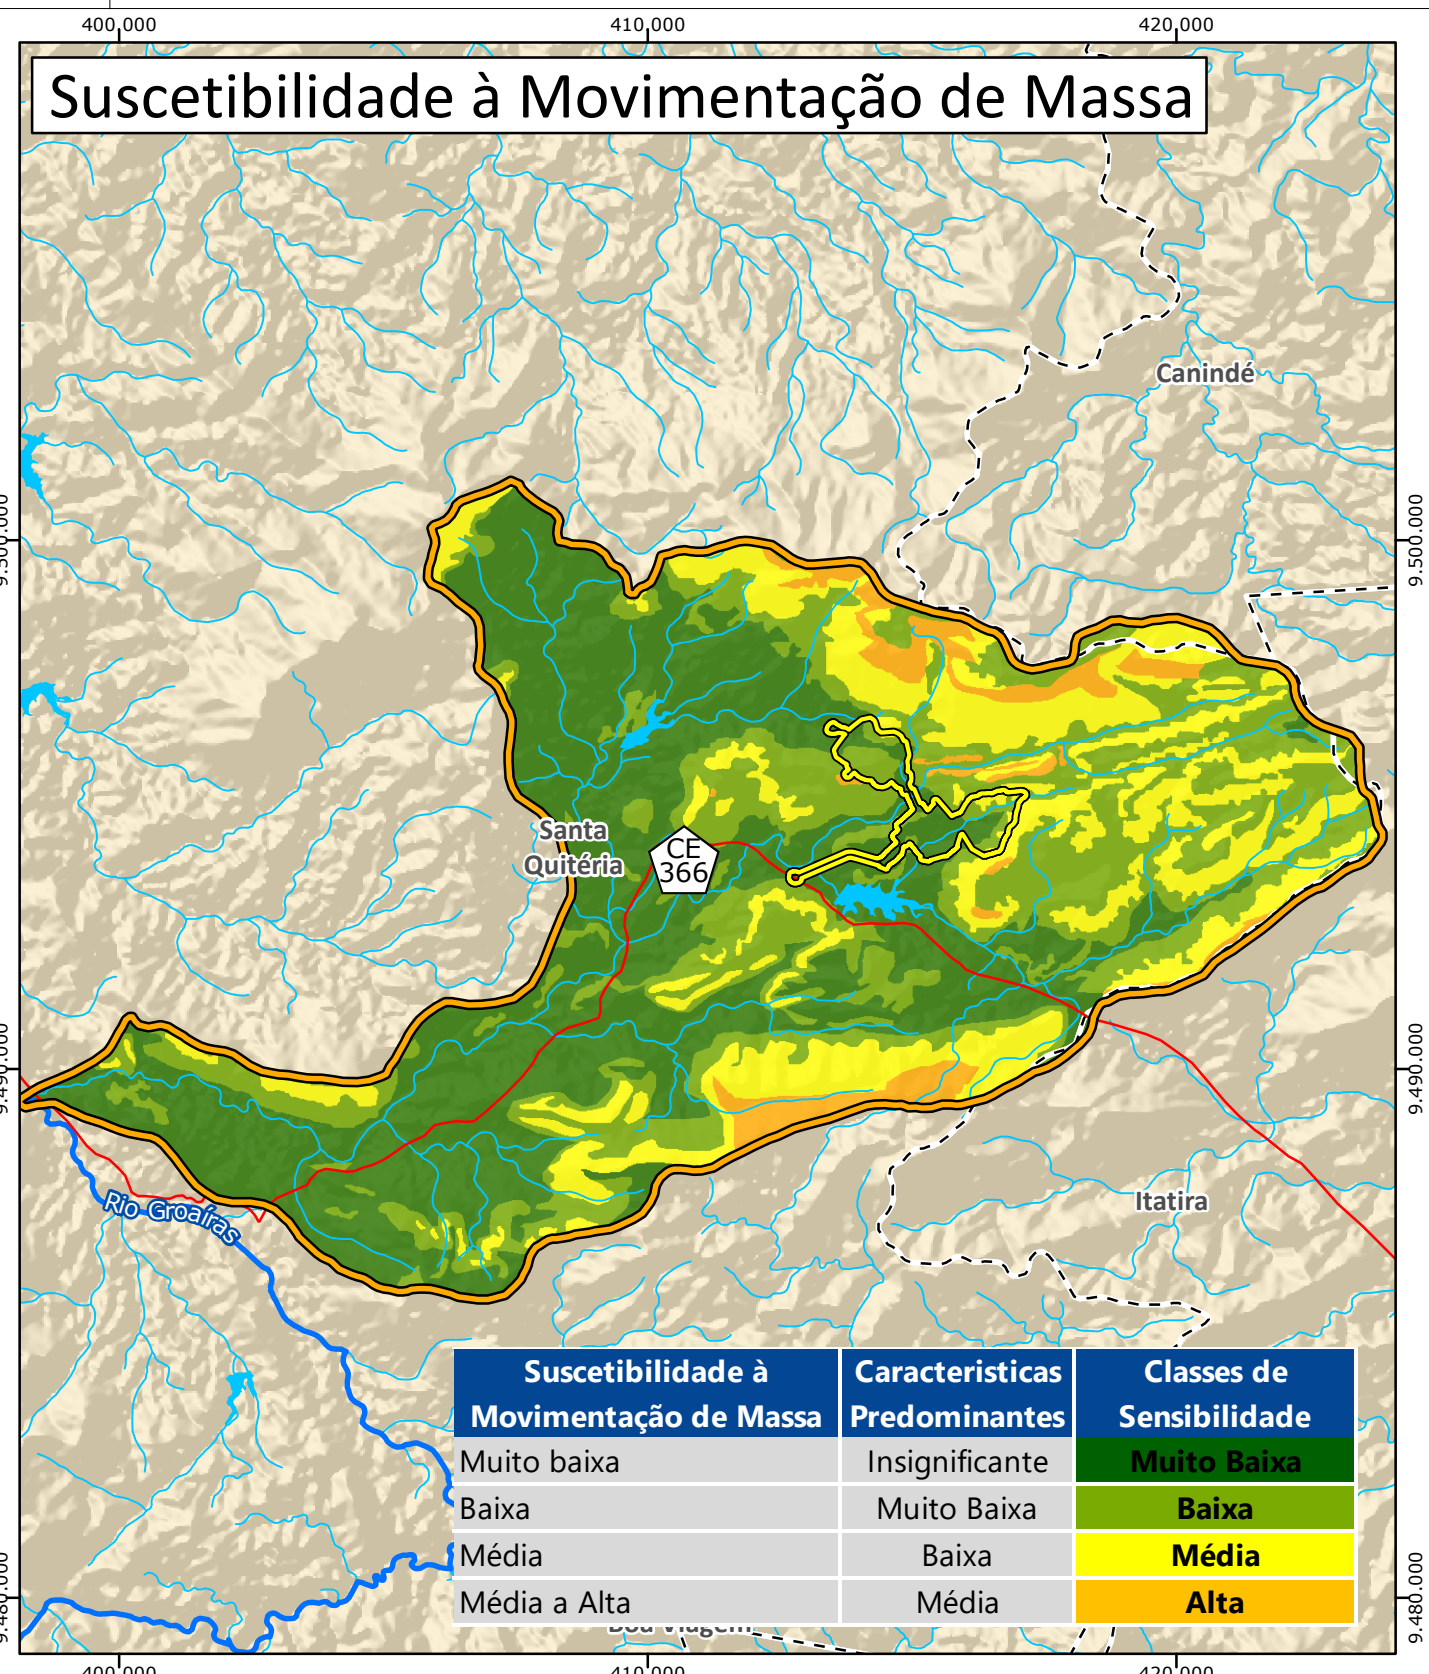 400.000 410.000 420.000
Suscetibilidade à Movimentação de Massa
Canindé
9.500.000 9.500.000
Santa
Quitéria
CE
366
9.490.000 9.490.000
Rio Groaíras
Itatira
Suscetibilidade à
Movimentação de Massa
Caracteristicas
Predominantes
Classes de
Sensibilidade
Muito baixa Insignificante Muito Baixa
Baixa Muito Baixa Baixa
Média Baixa Média
Média a Alta Média Alta
9.480.000 9.480.000
Boa Viagem
400.000 410.000 420.000